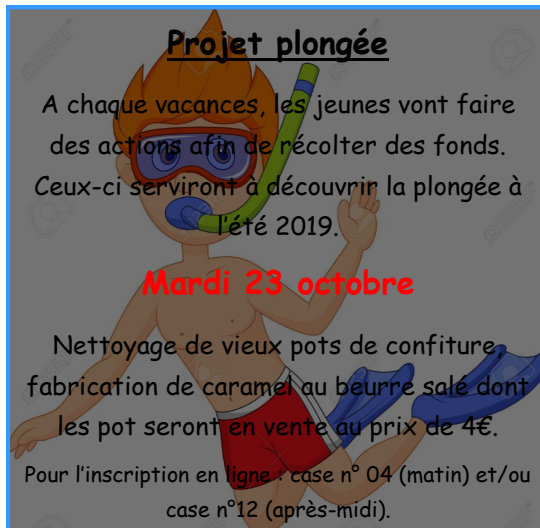 Projet plongée
A chaque vacances, les jeunes vont faire
des actions afin de récolter des fonds.
Ceux-ci serviront à découvrir la plongée à
l'été 2019.
Mardi 23 octobre
Nettoyage de vieux pots de confiture,
fabrication de caramel au beurre salé dont
les pot seront en vente au prix de 4€.
Pour l'inscription en ligne : case n° 04 (matin) et/ou
case n°12 (après-midi).